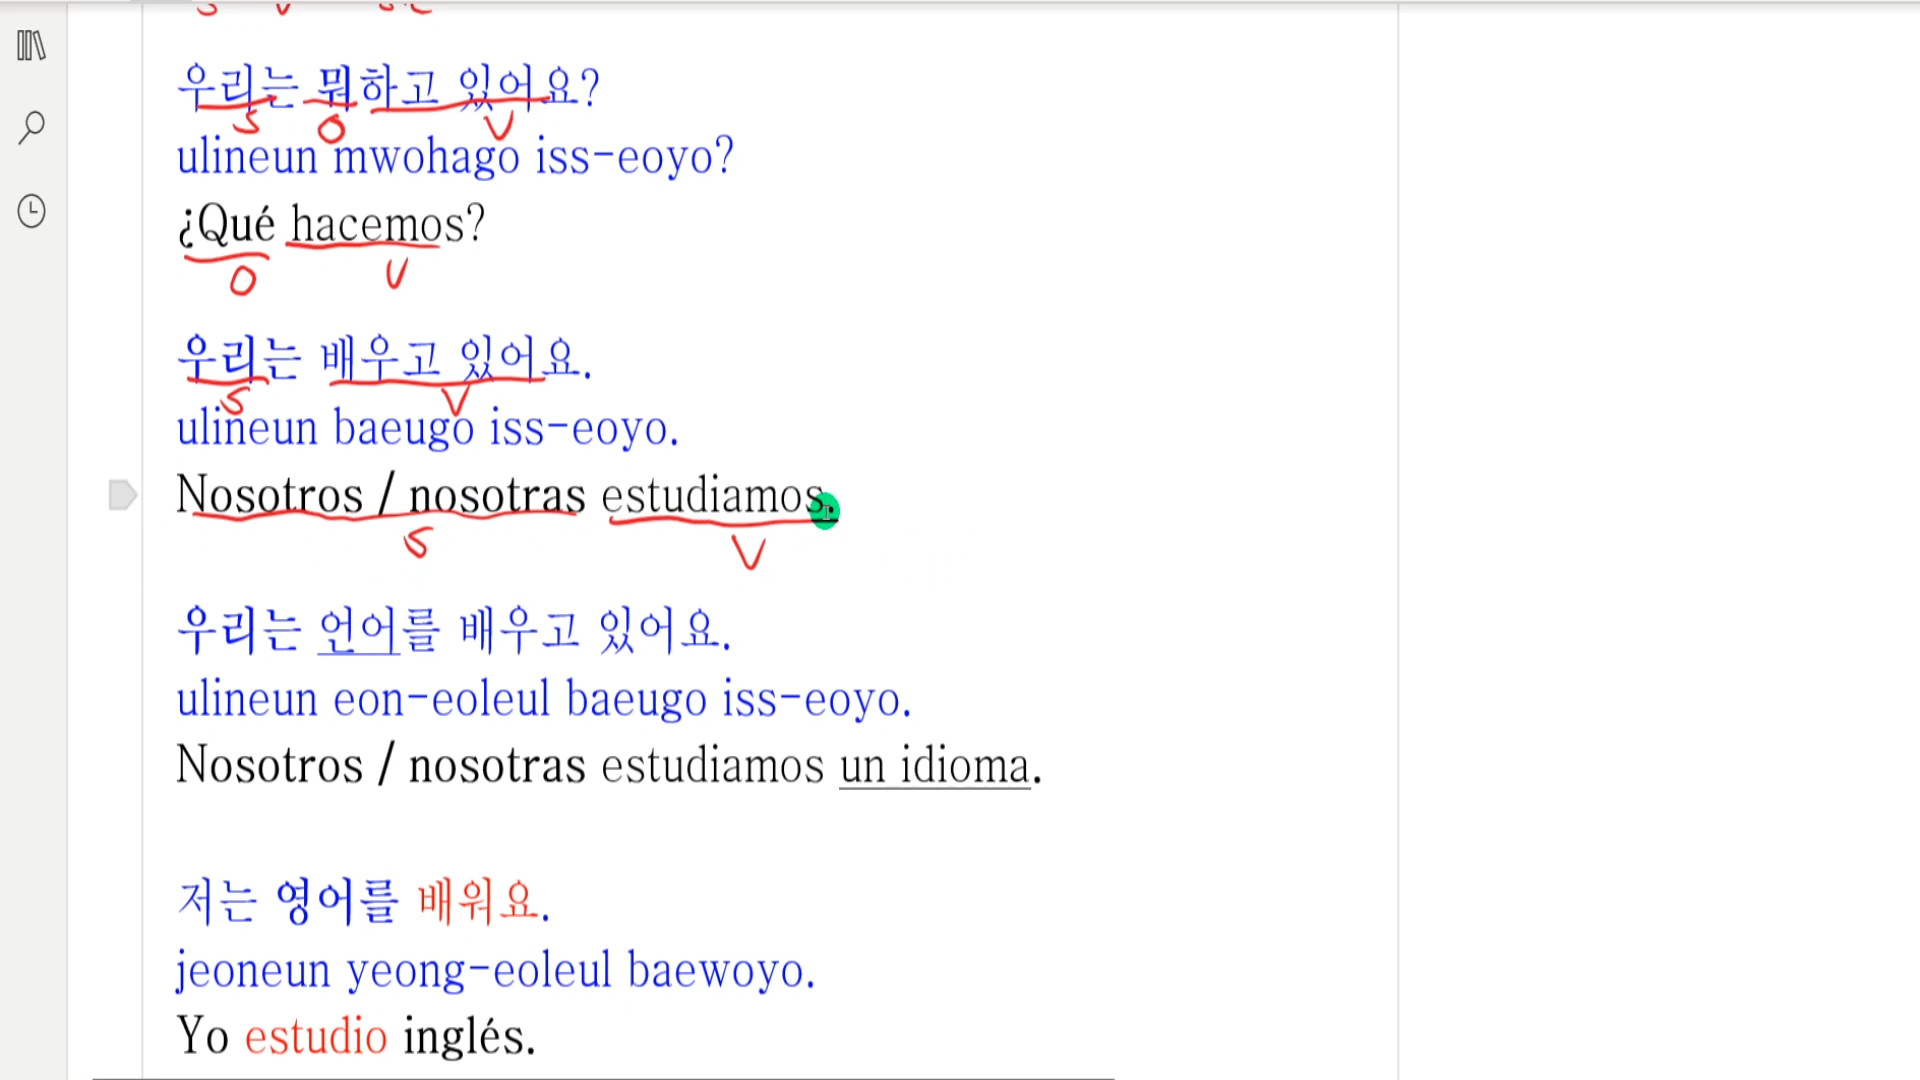 우리는 뭐하고 있어요?
S O V
ulineun mwohago iss-eoyo?
¿Qué hacemos?
O V
우리는 배우고 있어요.
S V
ulineun baeugo iss-eoyo.
Nosotros / nosotras estudiamos.
S V
우리는 언어를 배우고 있어요.
ulineun eon-eoleul baeugo iss-eoyo.
Nosotros / nosotras estudiamos un idioma.
저는 영어를 배워요.
jeoneun yeong-eoleul baewoyo.
Yo estudio inglés.